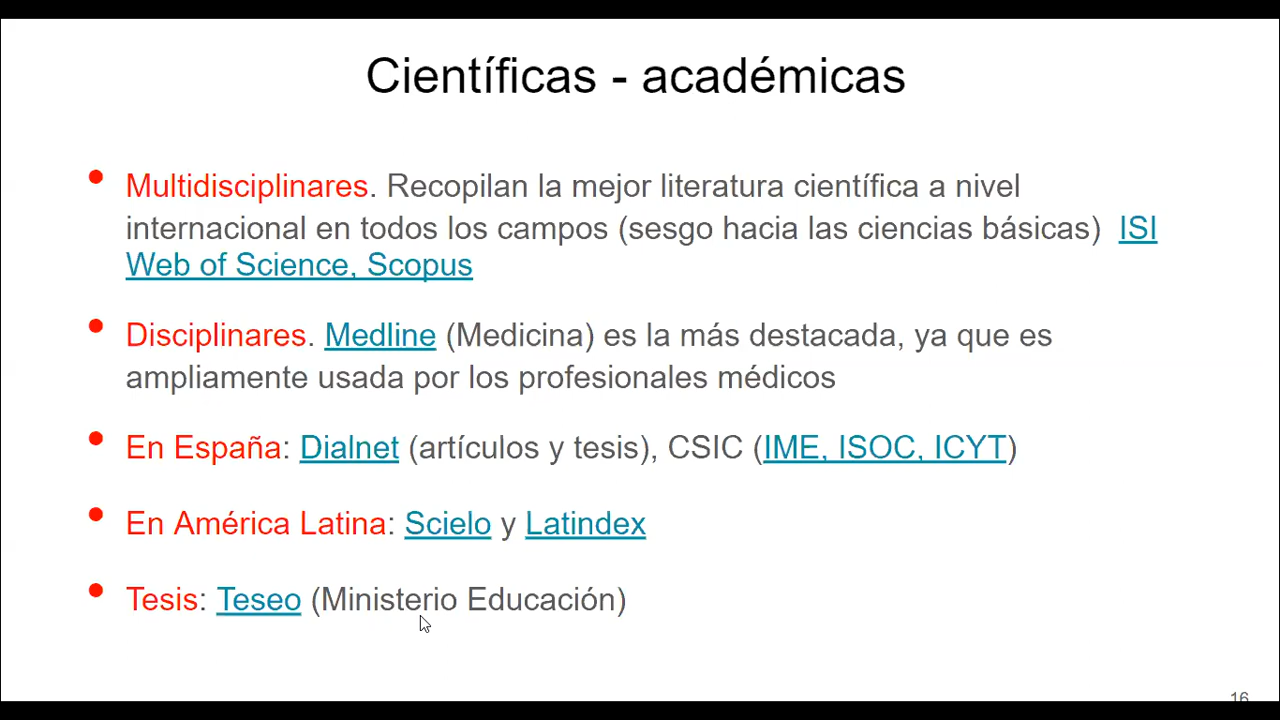 Científicas - académicas
Multidisciplinares. Recopilan la mejor literatura científica a nivel
internacional en todos los campos (sesgo hacia las ciencias básicas) ISI
Web of Science, Scopus
Disciplinares. Medline (Medicina) es la más destacada, ya que es
ampliamente usada por los profesionales médicos
En España: Dialnet (artículos y tesis), CSIC (IME, ISOC, ICYT)
En América Latina: Scielo y Latindex
Tesis: Teseo (Ministerio Educación)
16